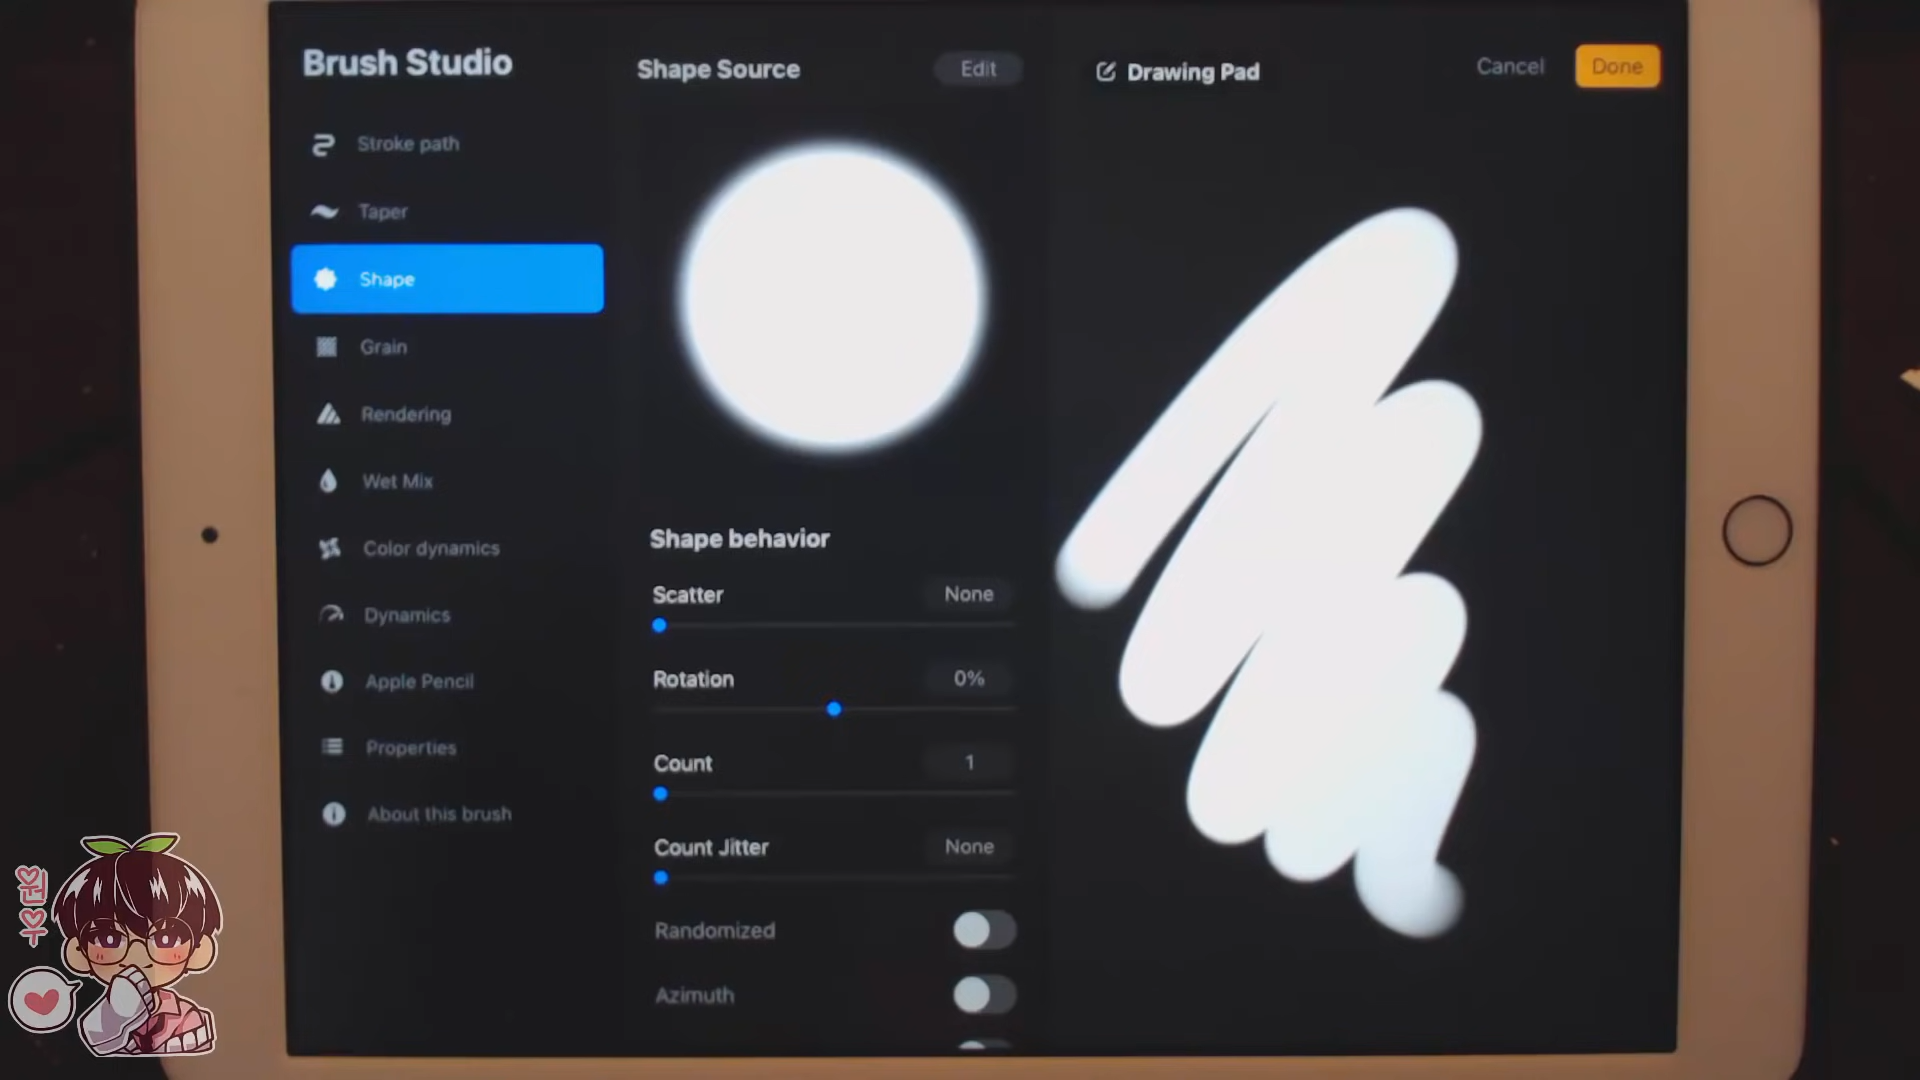 Brush Studio
Stroke path
Taper
Shape
Grain
Rendering
Wet Mix
Color dynamics
Dynamics
Apple Pencil
Properties
About this brush
Shape Source
Edit
Shape behavior
Scatter
None
Rotation
0%
Count
1
Count Jitter
None
Randomized
Azimuth
Drawing Pad
Cancel
Done
원
우